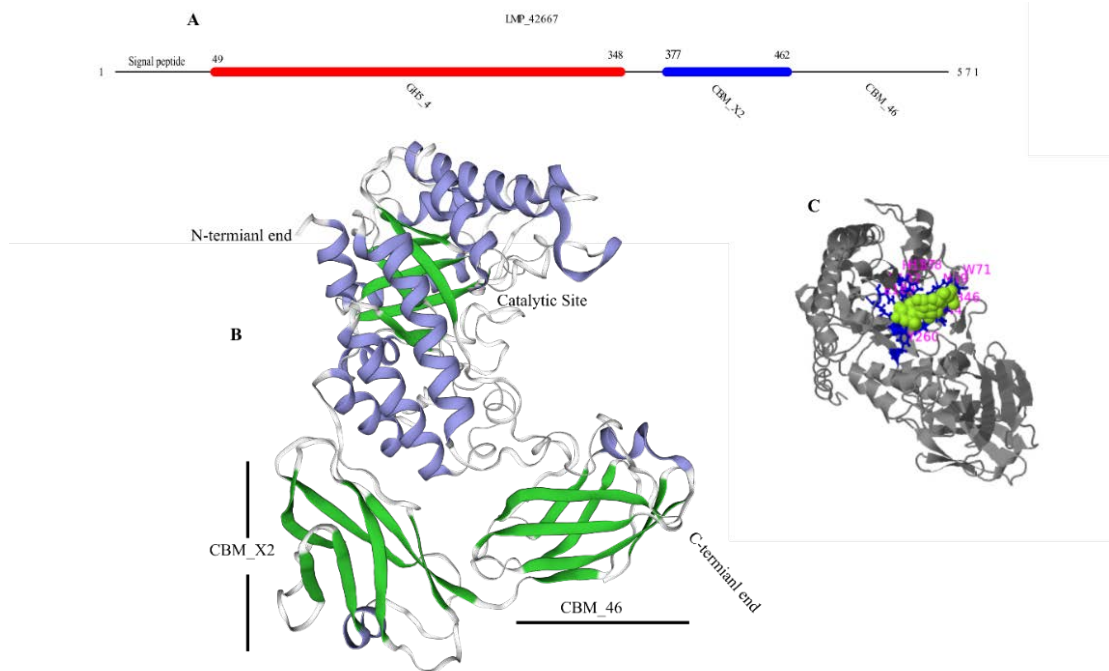 A
LMP_42667
1
Signal peptide
49
348
377
462
5 7 1
GH5_4
CBM_X2
CBM_46
N-termianl end
Catalytic Site
B
CBM_X2
CBM_46
C-termianl end
C
W71